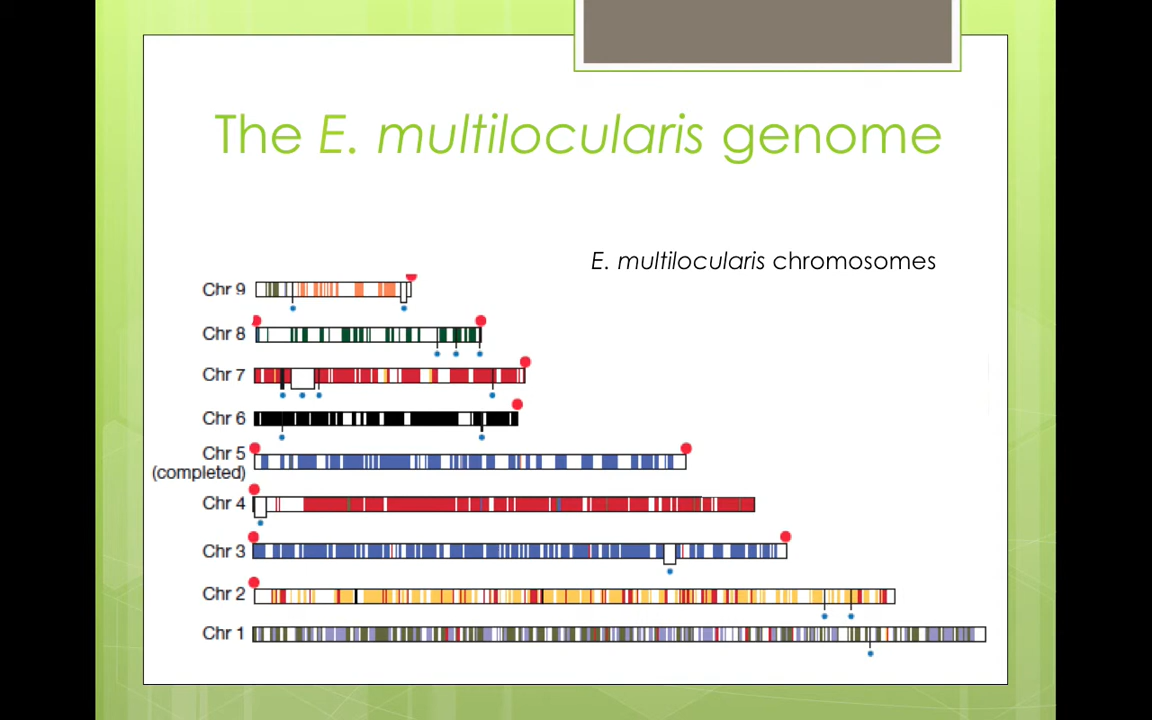 The E. multilocularis genome
E. multilocularis chromosomes
Chr 9
Chr 8
Chr 7
Chr 6
Chr 5
(completed)
Chr 4
Chr 3
Chr 2
Chr 1